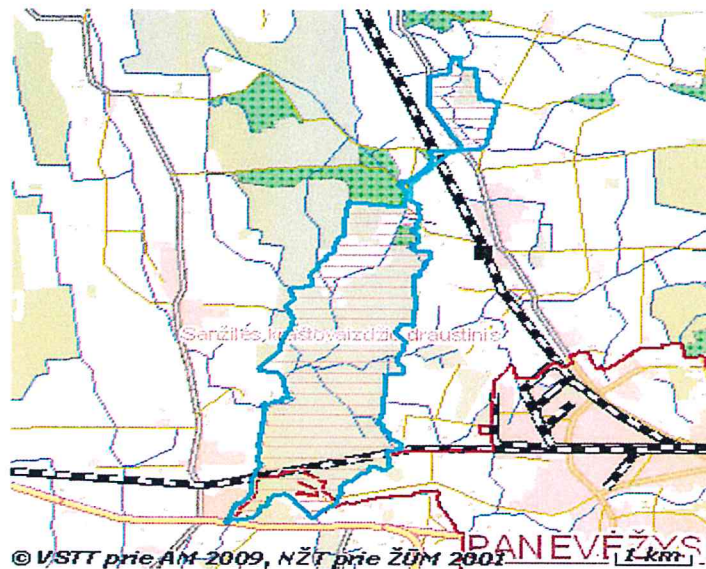 Sanžilės kraštovaizdžio draustinis
PANEVĖŽYS
© VSTT prie AM 2009, NŽT prie ŽŪM 2001
1 km